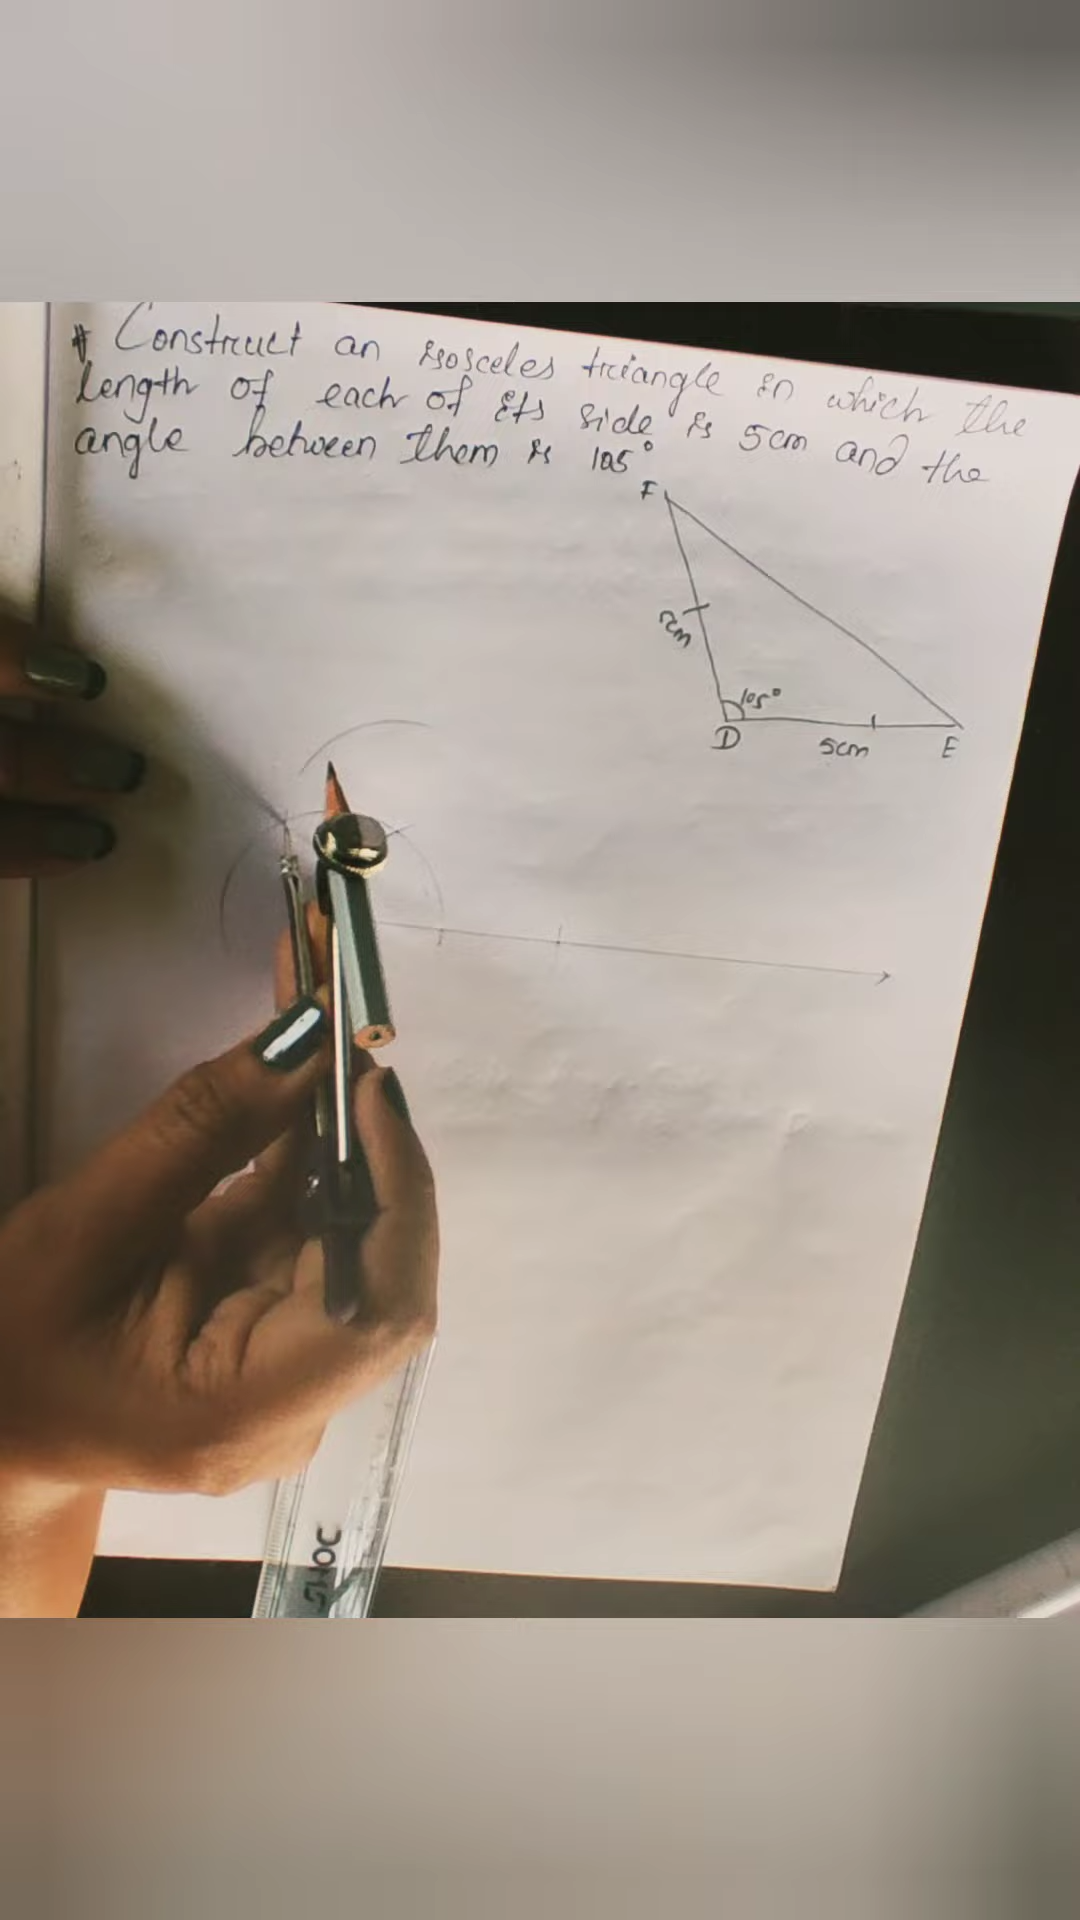 # Construct an isosceles triangle in which the
length of each of its side is 5cm and the
angle between them is 105°
F
105°
D
5cm
E